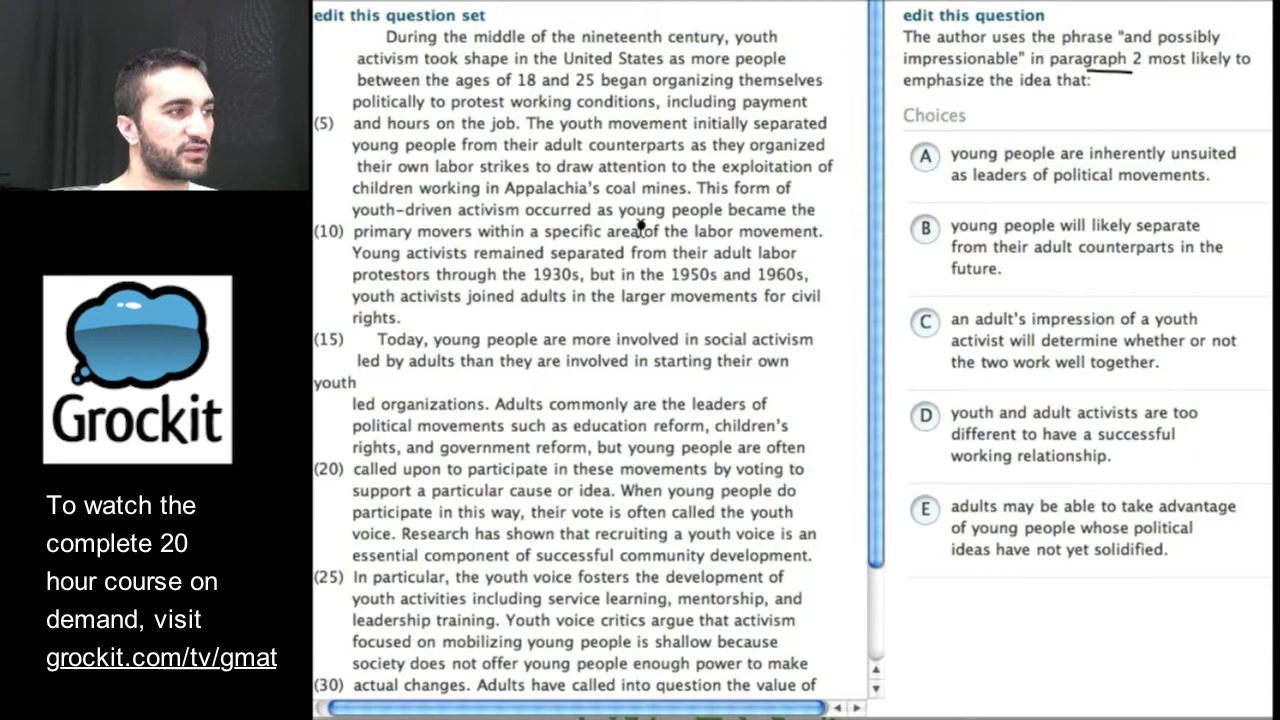 edit this question set
During the middle of the nineteenth century, youth
activism took shape in the United States as more people
between the ages of 18 and 25 began organizing themselves
politically to protest working conditions, including payment
(5) and hours on the job. The youth movement initially separated
young people from their adult counterparts as they organized
their own labor strikes to draw attention to the exploitation of
children working in Appalachia's coal mines. This form of
youth-driven activism occurred as young people became the
(10) primary movers within a specific area of the labor movement.
Young activists remained separated from their adult labor
protestors through the 1930s, but in the 1950s and 1960s,
youth activists joined adults in the larger movements for civil
rights.
(15) Today, young people are more involved in social activism
led by adults than they are involved in starting their own
youth
led organizations. Adults commonly are the leaders of
political movements such as education reform, children's
rights, and government reform, but young people are often
(20) called upon to participate in these movements by voting to
support a particular cause or idea. When young people do
participate in this way, their vote is often called the youth
voice. Research has shown that recruiting a youth voice is an
essential component of successful community development.
(25) In particular, the youth voice fosters the development of
youth activities including service learning, mentorship, and
leadership training. Youth voice critics argue that activism
focused on mobilizing young people is shallow because
society does not offer young people enough power to make
(30) actual changes. Adults have called into question the value of
edit this question
The author uses the phrase "and possibly
impressionable" in paragraph 2 most likely to
emphasize the idea that:
Choices
A young people are inherently unsuited
as leaders of political movements.
B young people will likely separate
from their adult counterparts in the
future.
C an adult's impression of a youth
activist will determine whether or not
the two work well together.
D youth and adult activists are too
different to have a successful
working relationship.
E adults may be able to take advantage
of young people whose political
ideas have not yet solidified.
Grockit
To watch the
complete 20
hour course on
demand, visit
grockit.com/tv/gmat